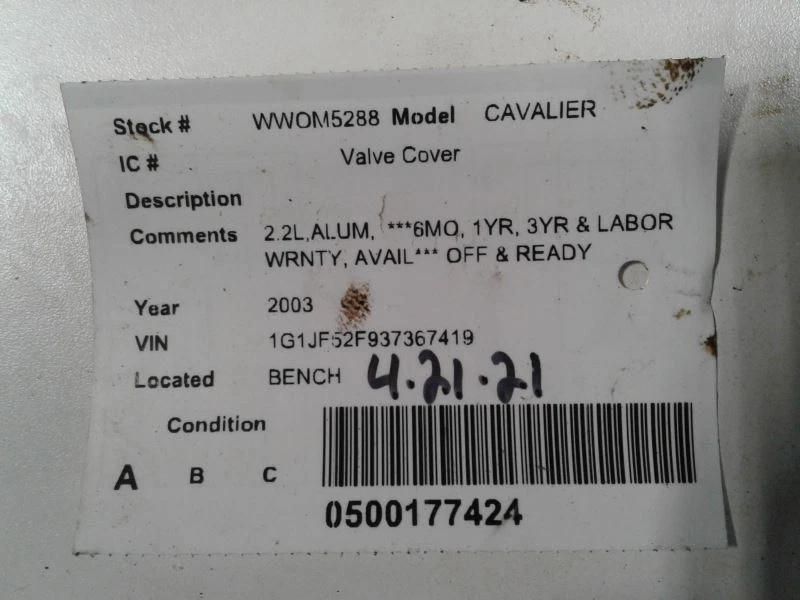 Stock # WWOM5288 Model CAVALIER
IC # Valve Cover
Description
Comments 2.2L,ALUM, ***6MO, 1YR, 3YR & LABOR
WRNTY, AVAIL*** OFF & READY
Year 2003
VIN 1G1JF52F937367419
Located BENCH 4.21.21
Condition
A B C
0500177424